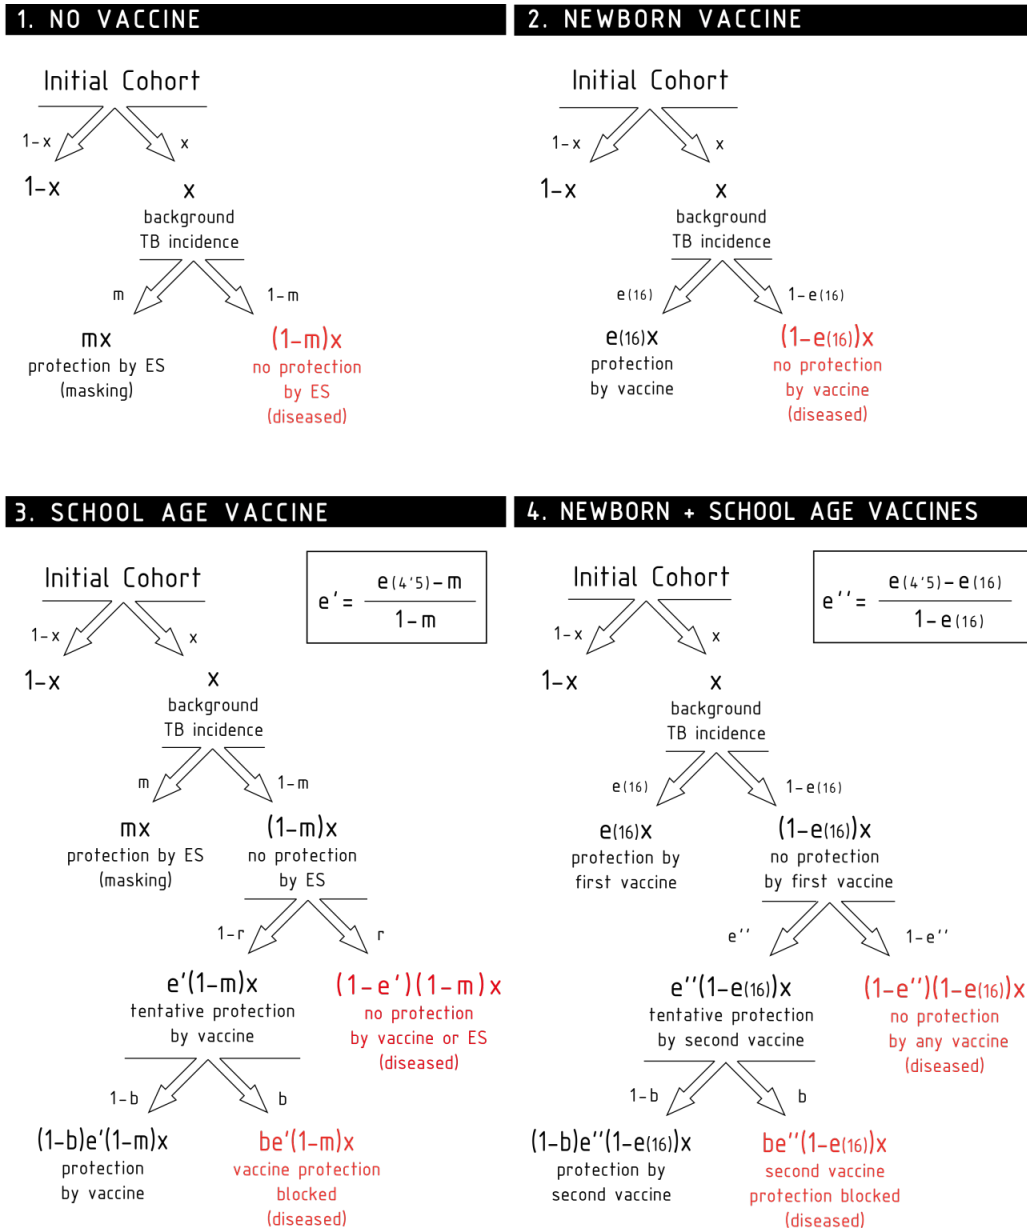 1. NO VACCINE
Initial Cohort
1-x
x
1-x
x
background
TB incidence
m
1-m
mx
(1-m)x
protection by ES
(masking)
no protection
by ES
(diseased)
2. NEWBORN VACCINE
Initial Cohort
1-x
x
1-x
x
background
TB incidence
e(16)
1-e(16)
e(16)x
(1-e(16))x
protection
by vaccine
no protection
by vaccine
(diseased)
3. SCHOOL AGE VACCINE
Initial Cohort
e' = e(4'5)-m
1-m
1-x
x
1-x
x
background
TB incidence
m
1-m
mx
(1-m)x
protection by ES
(masking)
no protection
by ES
1-r
r
e'(1-m)x
(1-e')(1-m)x
tentative protection
by vaccine
no protection
by vaccine or ES
(diseased)
1-b
b
(1-b)e'(1-m)x
be'(1-m)x
protection
by vaccine
vaccine protection
blocked
(diseased)
4. NEWBORN + SCHOOL AGE VACCINES
Initial Cohort
e'' = e(4'5)-e(16)
1-e(16)
1-x
x
1-x
x
background
TB incidence
e(16)
1-e(16)
e(16)x
(1-e(16))x
protection by
first vaccine
no protection
by first vaccine
e''
1-e''
e''(1-e(16))x
(1-e'')(1-e(16))x
tentative protection
by second vaccine
no protection
by any vaccine
(diseased)
1-b
b
(1-b)e''(1-e(16))x
be''(1-e(16))x
protection by
second vaccine
second vaccine
protection blocked
(diseased)